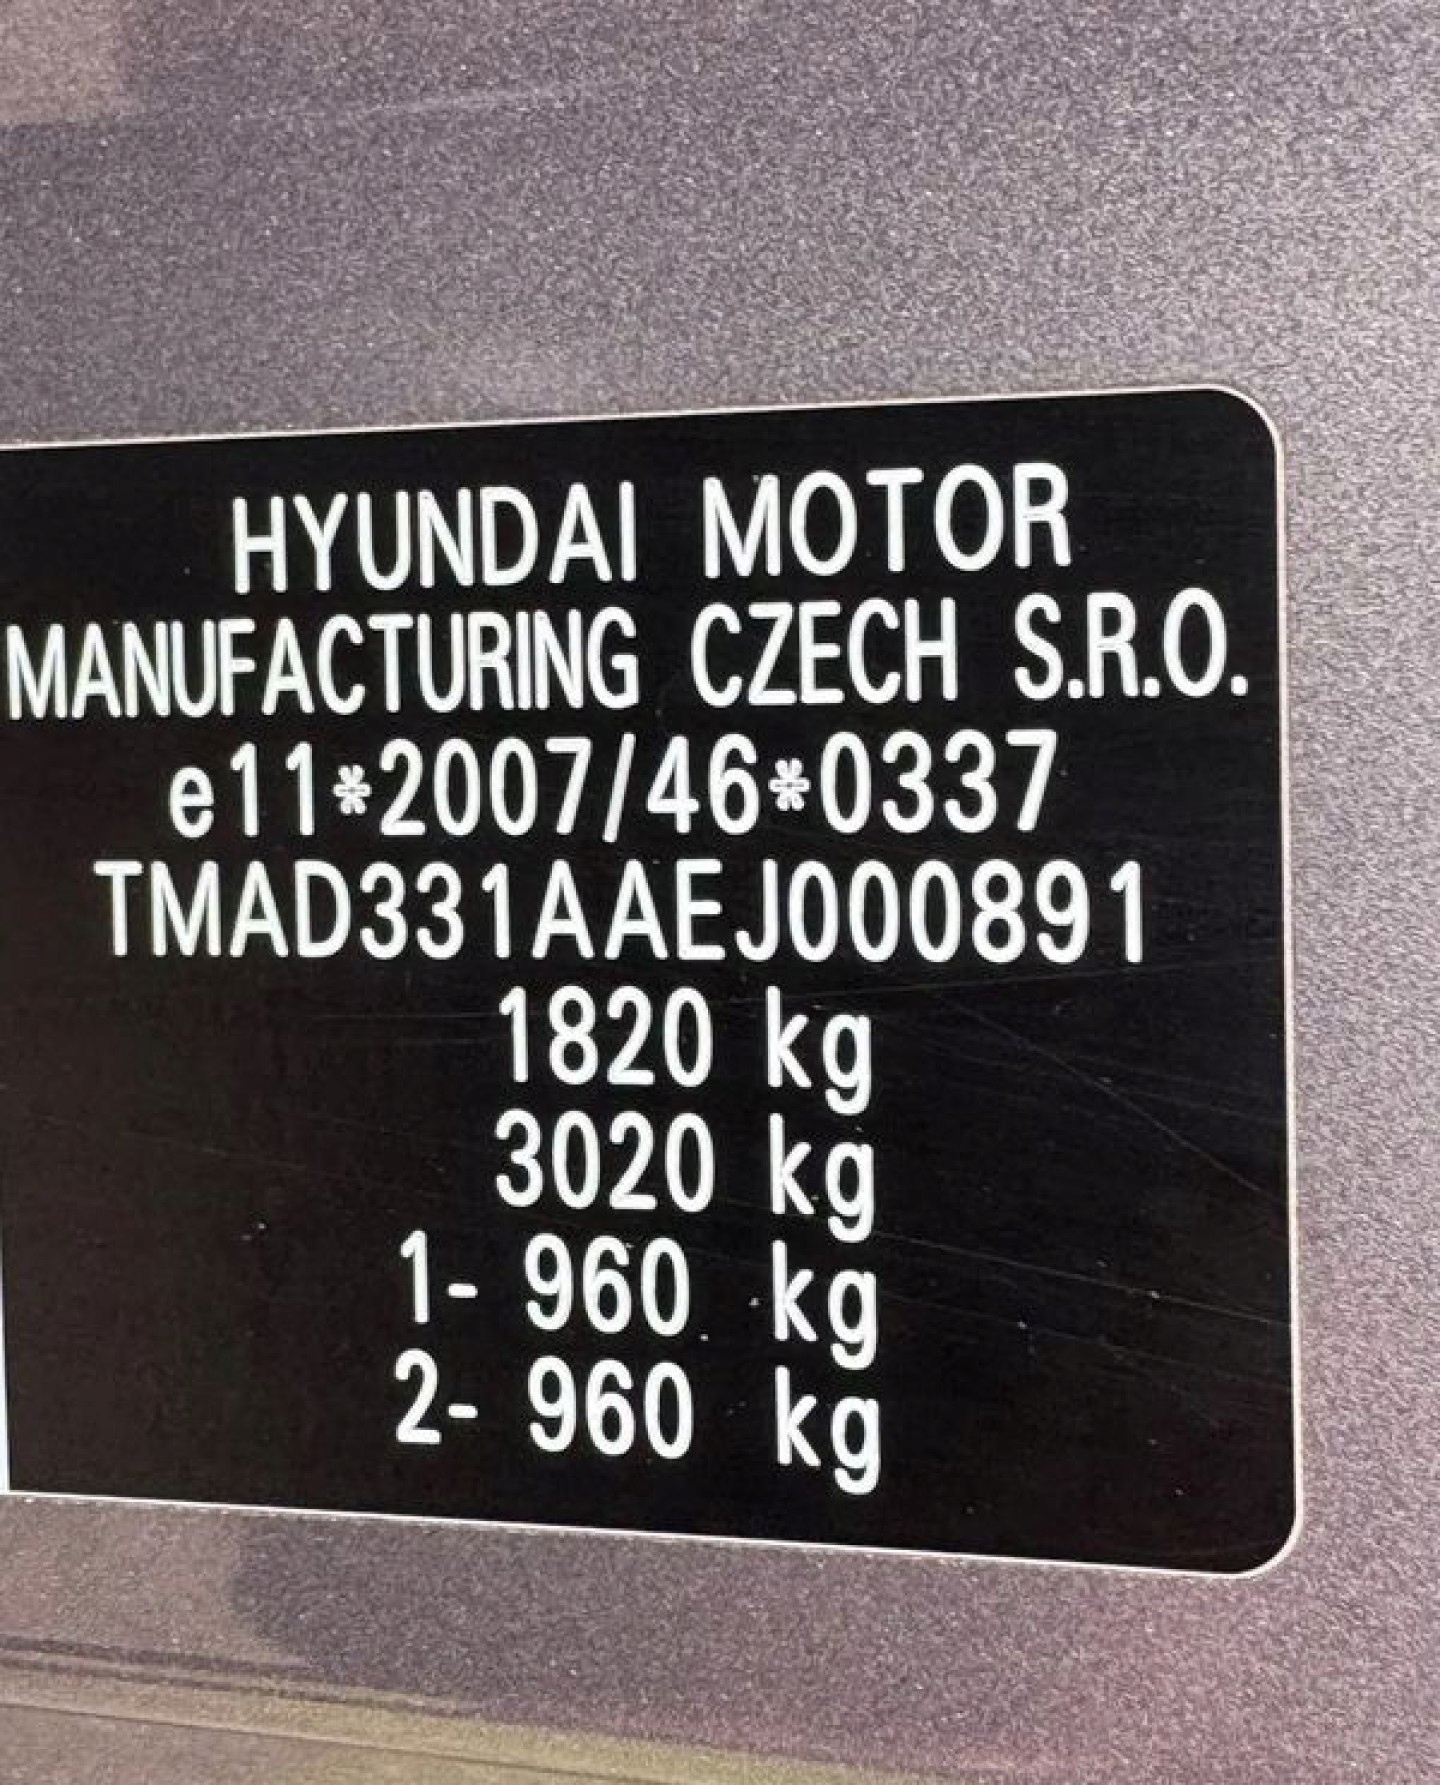 HYUNDAI MOTOR
MANUFACTURING CZECH S.R.O.
e11*2007/46*0337
TMAD331AAEJ000891
1820 kg
3020 kg
1- 960 kg
2- 960 kg